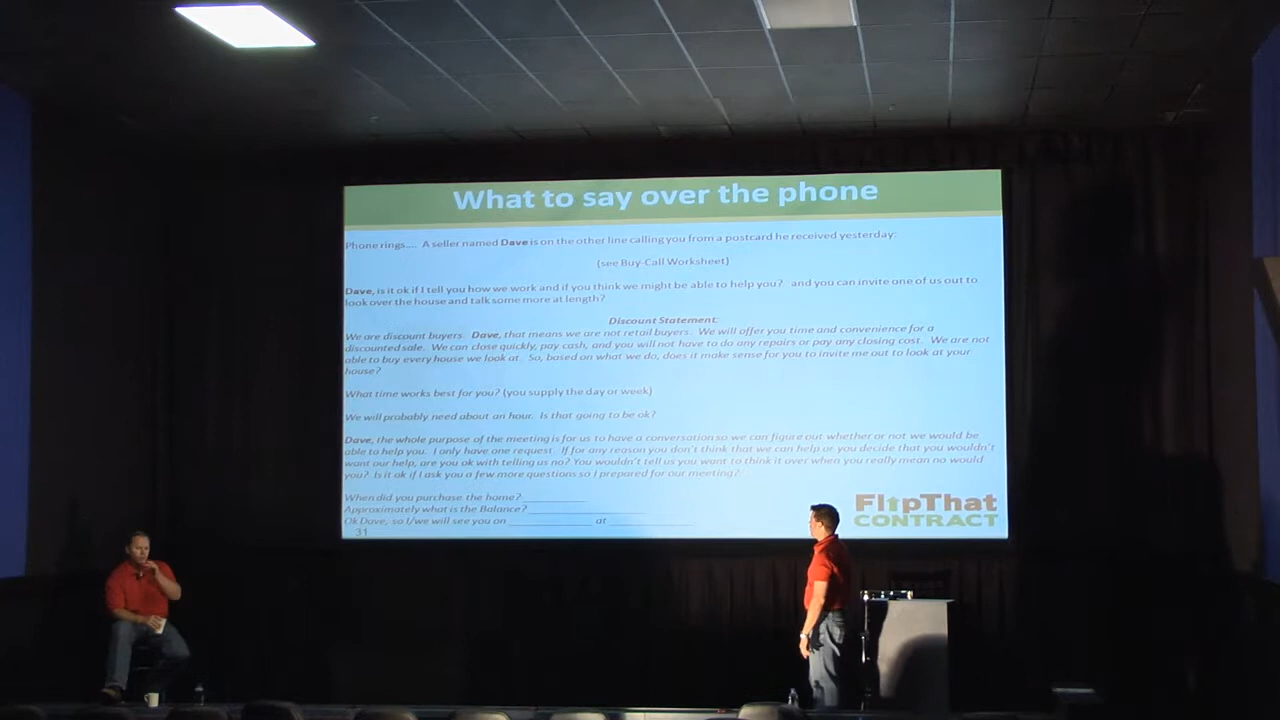 What to say over the phone
Phone rings.... A seller named Dave is on the other line calling you from a postcard he received yesterday:
(see Buy-Call Worksheet)
Dave, is it ok if I tell you how we work and if you think we might be able to help you?  and you can invite one of us out to
look over the house and talk some more at length?
Discount Statement:
We are discount buyers.  Dave, that means we are not retail buyers.  We will offer you time and convenience for a
discounted sale.  We can close quickly, pay cash, and you will not have to do any repairs or pay any closing cost.  We are not
able to buy every house we look at.  So, based on what we do, does it make sense for you to invite me out to look at your
house?
What time works best for you? (you supply the day or week)
We will probably need about an hour.  Is that going to be ok?
Dave, the whole purpose of the meeting is for us to have a conversation so we can figure out whether or not we would be
able to help you.  I only have one request.  If for any reason you don't think that we can help or you decide that you wouldn't
want our help, are you ok with telling us no? You wouldn't tell us you want to think it over when you really mean no would
you?  Is it ok if I ask you a few more questions so I prepared for our meeting?
When did you purchase the home? __________
Approximately what is the Balance? __________
Ok Dave, so I/we will see you on __________ at __________
31
FlipThat
CONTRACT